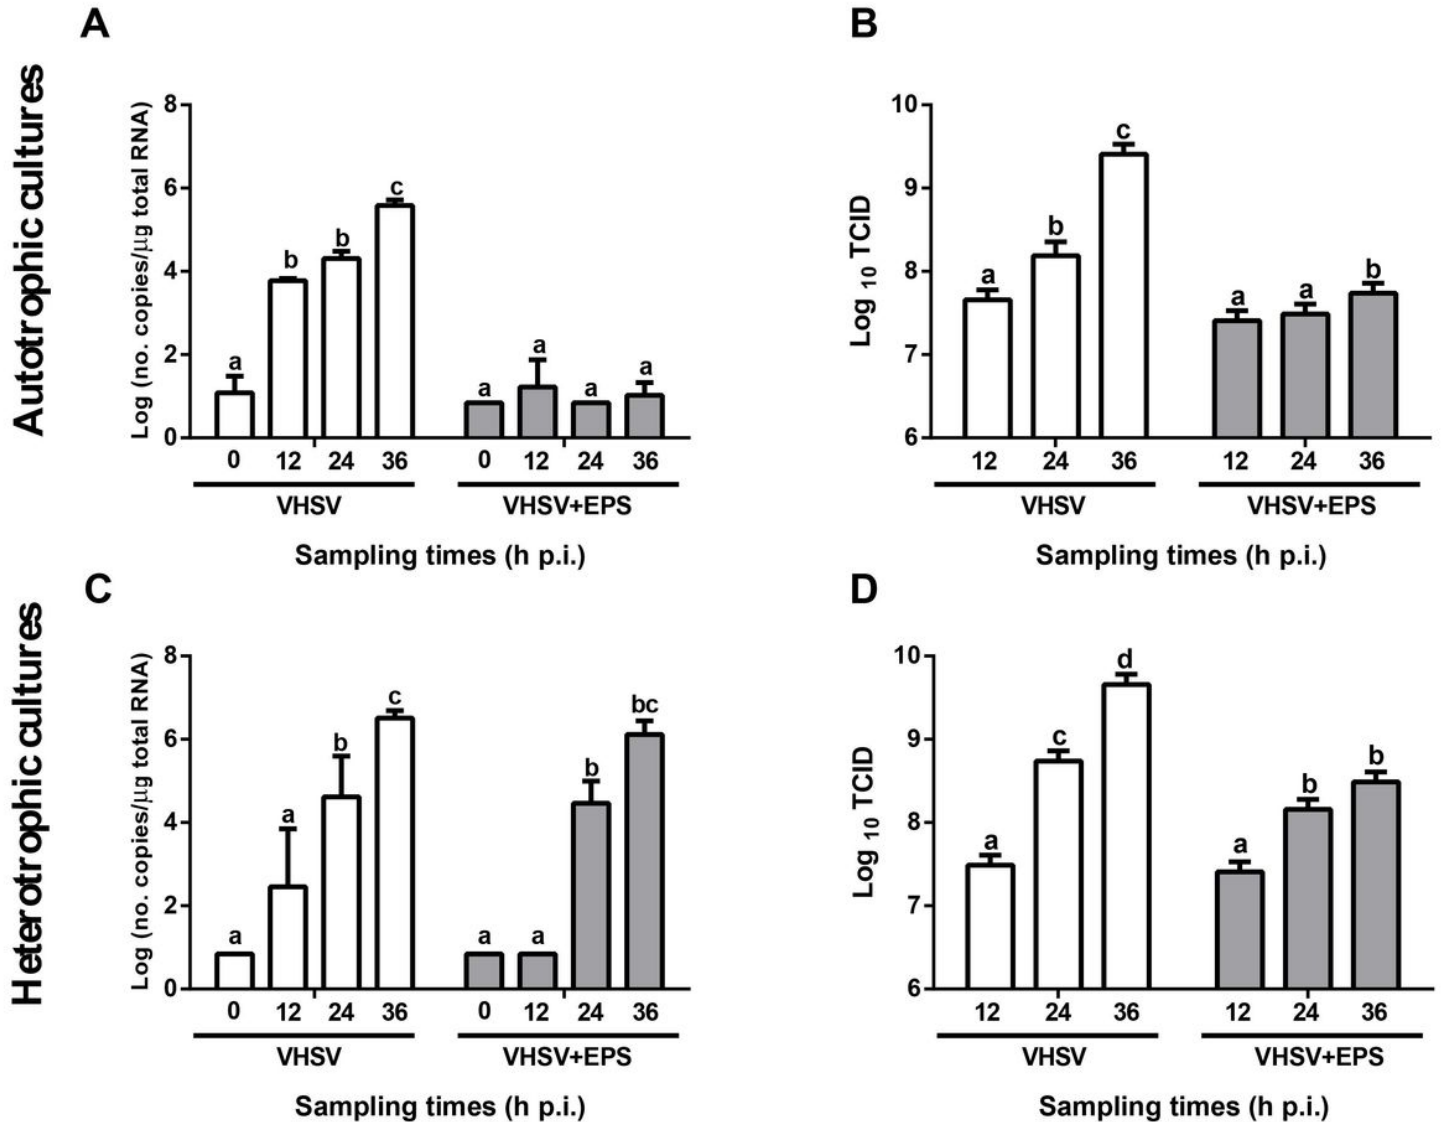 A
Autotrophic cultures
Log (no. copies/µg total RNA)
8
6
4
2
0
a
b
b
c
a
a
a
a
0 12 24 36 0 12 24 36
VHSV VHSV+EPS
Sampling times (h p.i.)
B
Log 10 TCID
10
9
8
7
6
a
b
c
a
a
b
12 24 36 12 24 36
VHSV VHSV+EPS
Sampling times (h p.i.)
C
Heterotrophic cultures
Log (no. copies/µg total RNA)
8
6
4
2
0
a
a
b
c
a
a
b
bc
0 12 24 36 0 12 24 36
VHSV VHSV+EPS
Sampling times (h p.i.)
D
Log 10 TCID
10
9
8
7
6
a
c
d
a
b
b
12 24 36 12 24 36
VHSV VHSV+EPS
Sampling times (h p.i.)